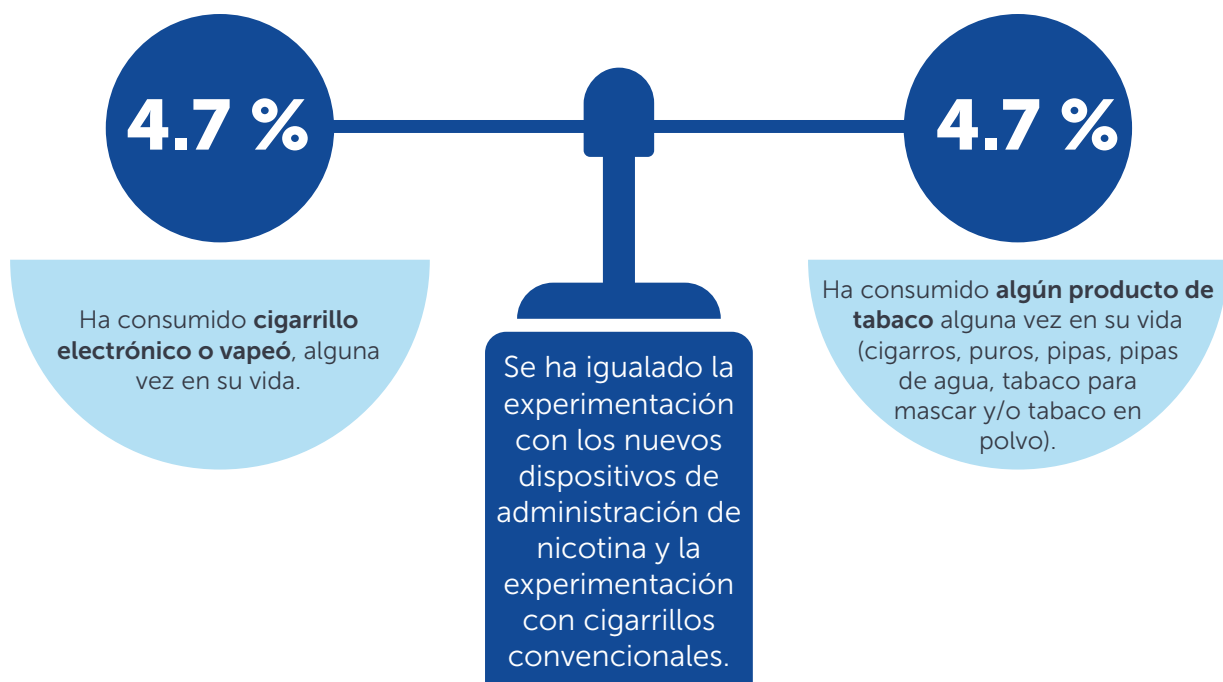 4.7 %
Ha consumido cigarrillo
electrónico o vapeó, alguna
vez en su vida.
4.7 %
Ha consumido algún producto de
tabaco alguna vez en su vida
(cigarros, puros, pipas, pipas
de agua, tabaco para
mascar y/o tabaco en
polvo).
Se ha igualado la
experimentación
con los nuevos
dispositivos de
administración de
nicotina y la
experimentación
con cigarrillos
convencionales.